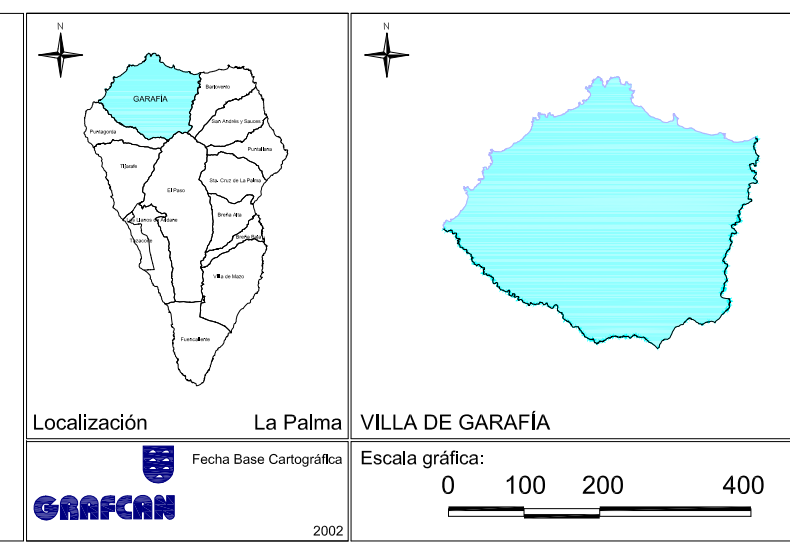 N
GARAFÍA
Barlovento
San Andrés y Sauces
Puntagorda
Puntallana
Tijarafe
Sta. Cruz de La Palma
El Paso
Breña Alta
Los Llanos de Aridane
Tazacorte
Breña Baja
Villa de Mazo
Fuencaliente
Localización La Palma
N
VILLA DE GARAFÍA
GRAFCAN
Fecha Base Cartográfica
2002
Escala gráfica:
0 100 200 400